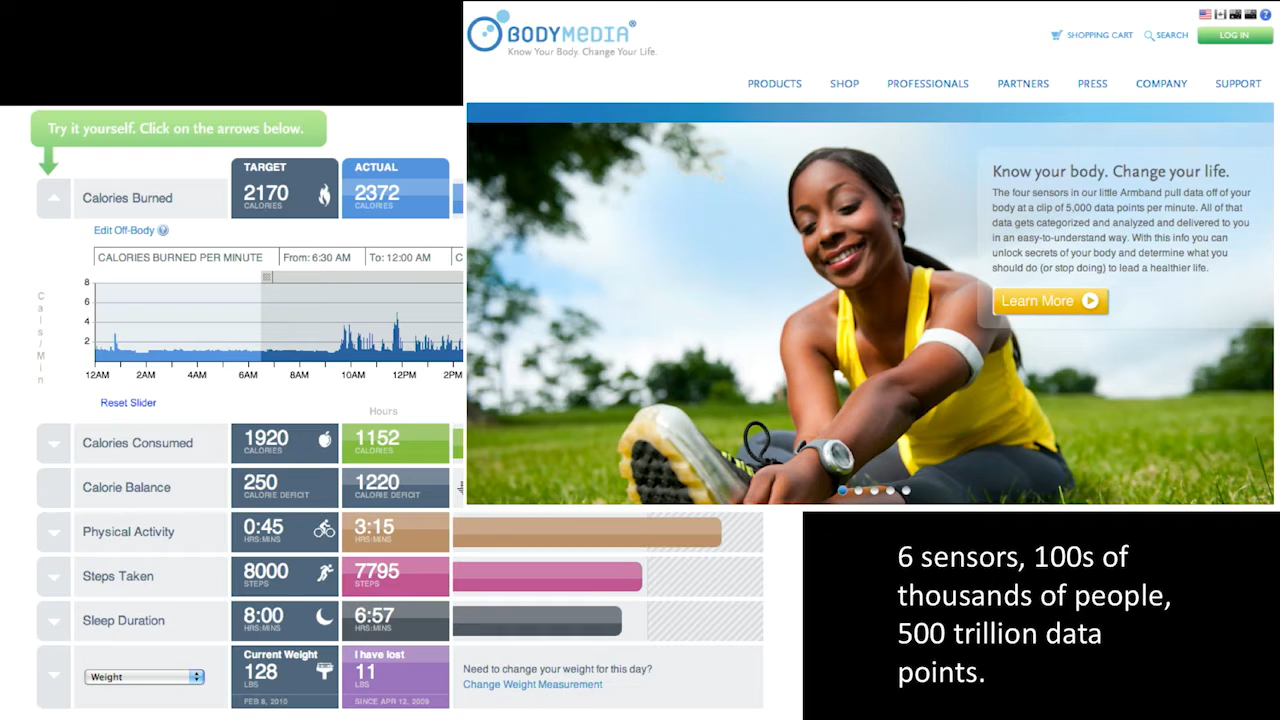 BODYMEDIA®
Know Your Body. Change Your Life.
SHOPPING CART
SEARCH
LOG IN
PRODUCTS
SHOP
PROFESSIONALS
PARTNERS
PRESS
COMPANY
SUPPORT
Know your body. Change your life.
The four sensors in our little Armband pull data off of your
body at a clip of 5,000 data points per minute. All of that
data gets categorized and analyzed and delivered to you
in an easy-to-understand way. With this info you can
unlock secrets of your body and determine what you
should do (or stop doing) to lead a healthier life.
Learn More
Try it yourself. Click on the arrows below.
TARGET
ACTUAL
Calories Burned
2170
CALORIES
2372
CALORIES
Edit Off-Body ?
CALORIES BURNED PER MINUTE
From: 6:30 AM
To: 12:00 AM
C
Cals/Min
8
6
4
2
12AM 2AM 4AM 6AM 8AM 10AM 12PM 2PM
Reset Slider
Hours
Calories Consumed
1920
CALORIES
1152
CALORIES
Calorie Balance
250
CALORIE DEFICIT
1220
CALORIE DEFICIT
Physical Activity
0:45
HRS:MINS
3:15
HRS:MINS
Steps Taken
8000
STEPS
7795
STEPS
Sleep Duration
8:00
HRS:MINS
6:57
HRS:MINS
Weight
Current Weight
128
LBS
FEB 6, 2010
I have lost
11
LBS
SINCE APR 12, 2009
Need to change your weight for this day?
Change Weight Measurement
6 sensors, 100s of
thousands of people,
500 trillion data
points.